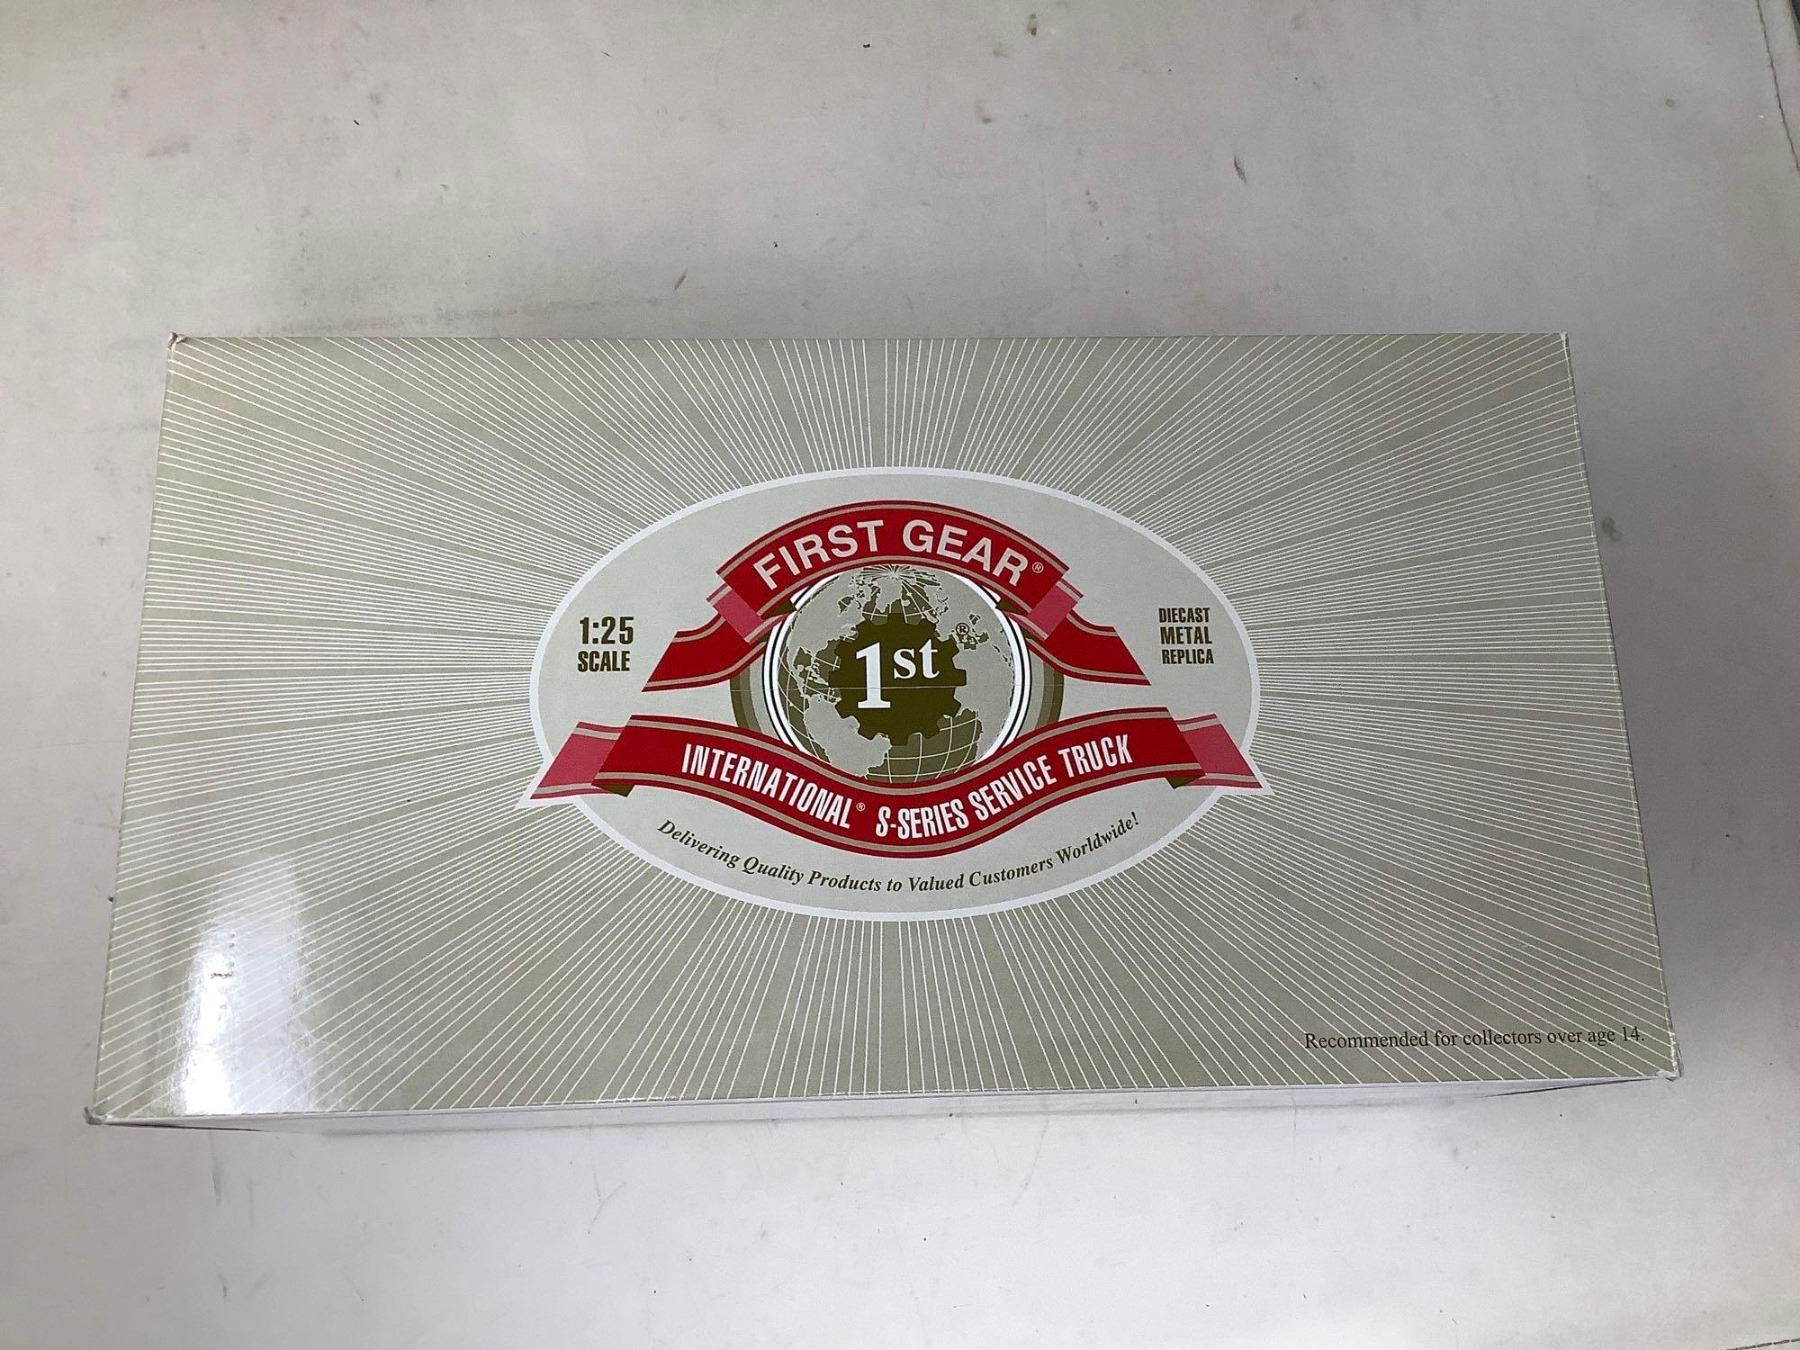 FIRST GEAR®
1:25
SCALE
1st ®
DIECAST
METAL
REPLICA
INTERNATIONAL® S-SERIES SERVICE TRUCK
Delivering Quality Products to Valued Customers Worldwide!
Recommended for collectors over age 14.